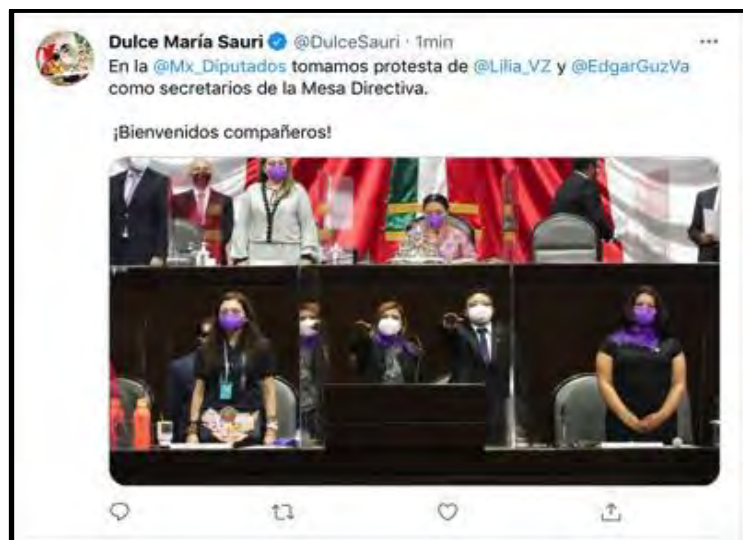 Dulce María Sauri @DulceSauri · 1min
En la @Mx_Diputados tomamos protesta de @Lilia_VZ y @EdgarGuzVa
como secretarios de la Mesa Directiva.
¡Bienvenidos compañeros!